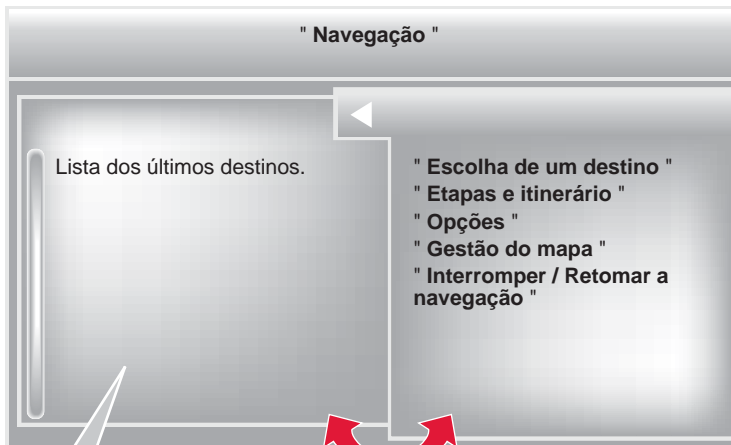 " Navegação "
Lista dos últimos destinos.
" Escolha de um destino "
" Etapas e itinerário "
" Opções "
" Gestão do mapa "
" Interromper / Retomar a
navegação "